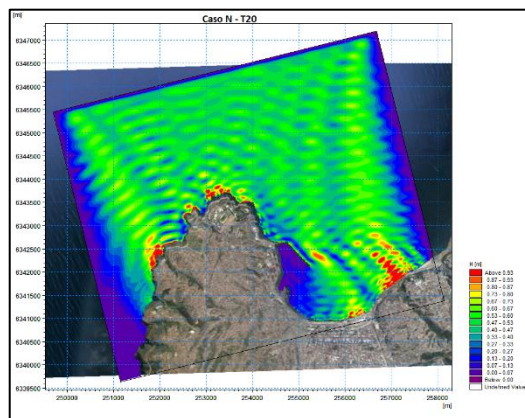 Caso N - T20
[m]
6347000
6346500
6346000
6345500
6345000
6344500
6344000
6343500
6343000
6342500
6342000
6341500
6341000
6340500
6340000
6339500
250000 251000 252000 253000 254000 255000 256000 257000 258000
[m]
H [m]
Above 0.93
0.87 - 0.93
0.80 - 0.87
0.73 - 0.80
0.67 - 0.73
0.60 - 0.67
0.53 - 0.60
0.47 - 0.53
0.40 - 0.47
0.33 - 0.40
0.27 - 0.33
0.20 - 0.27
0.13 - 0.20
0.07 - 0.13
0.00 - 0.07
Below 0.00
Undefined Value